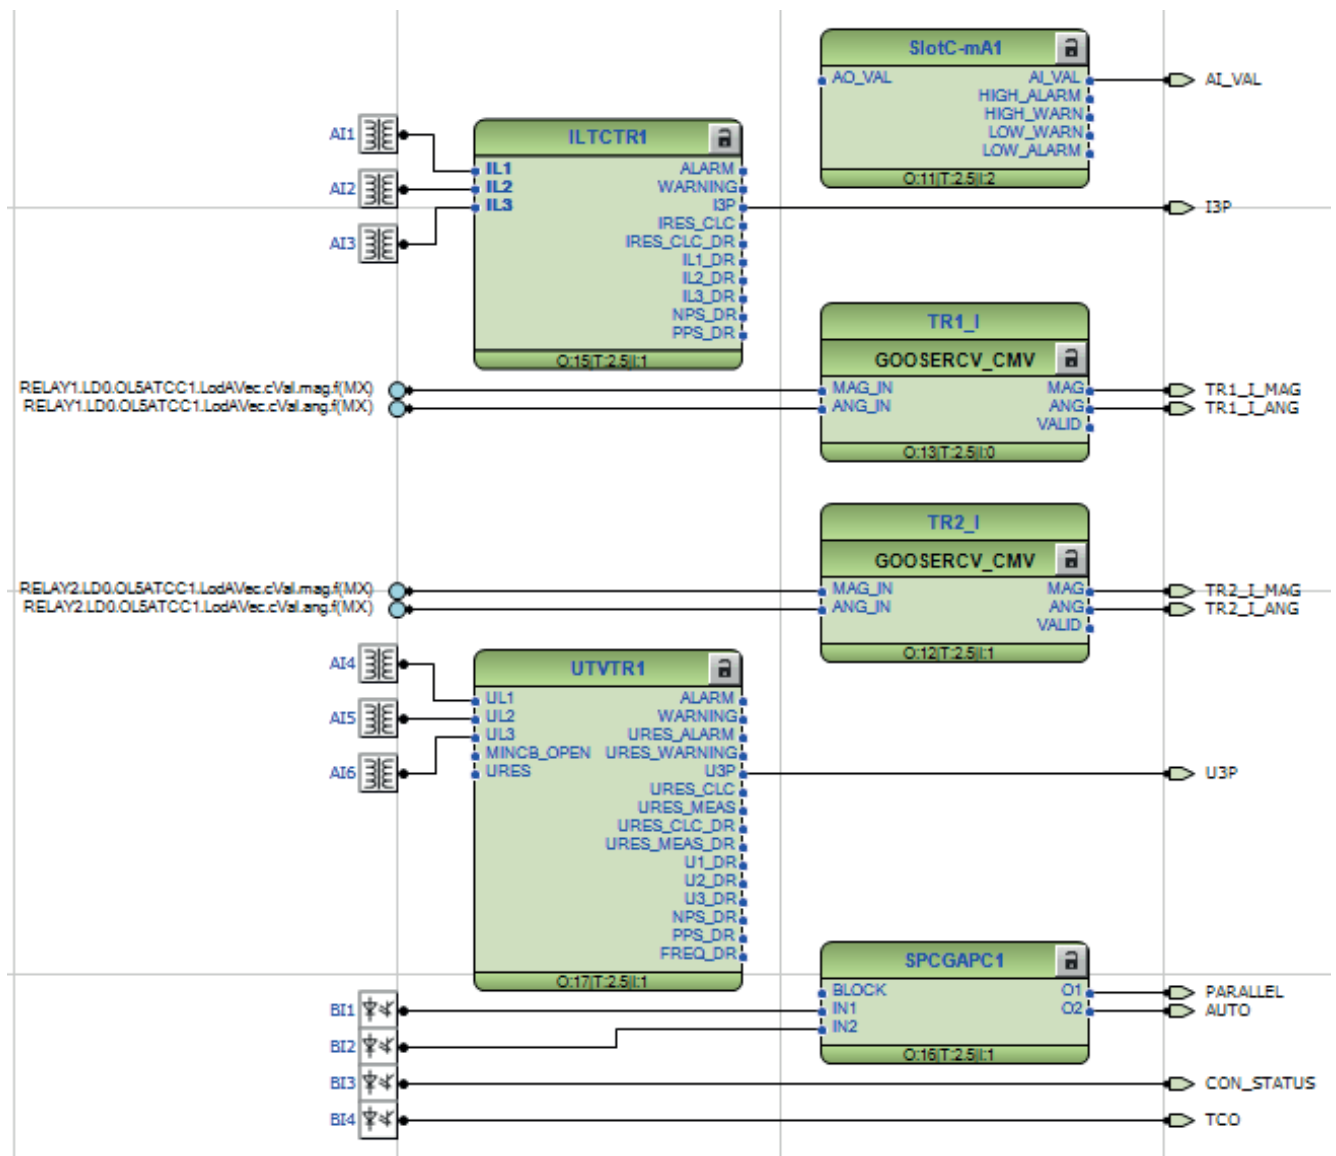 SlotC-mA1
AO_VAL AI_VAL
HIGH_ALARM
HIGH_WARN
LOW_WARN
LOW_ALARM
O:11|T:2.5|I:2
AI_VAL
AI1
AI2
AI3
ILTCTR1
IL1 ALARM
IL2 WARNING
IL3 I3P
IRES_CLC
IRES_CLC_DR
IL1_DR
IL2_DR
IL3_DR
NPS_DR
PPS_DR
O:15|T:2.5|I:1
I3P
TR1_I
GOOSERCV_CMV
RELAY1.LD0.OL5ATCC1.LodAVec.cVal.mag.f(MX) MAG_IN MAG TR1_I_MAG
RELAY1.LD0.OL5ATCC1.LodAVec.cVal.ang.f(MX) ANG_IN ANG TR1_I_ANG
VALID
O:13|T:2.5|I:0
TR2_I
GOOSERCV_CMV
RELAY2.LD0.OL5ATCC1.LodAVec.cVal.mag.f(MX) MAG_IN MAG TR2_I_MAG
RELAY2.LD0.OL5ATCC1.LodAVec.cVal.ang.f(MX) ANG_IN ANG TR2_I_ANG
VALID
O:12|T:2.5|I:1
AI4
AI5
AI6
UTVTR1
UL1 ALARM
UL2 WARNING
UL3 URES_ALARM
MINCB_OPEN URES_WARNING
URES U3P
URES_CLC
URES_MEAS
URES_CLC_DR
URES_MEAS_DR
U1_DR
U2_DR
U3_DR
NPS_DR
PPS_DR
FREQ_DR
O:17|T:2.5|I:1
U3P
SPCGAPC1
BLOCK O1 PARALLEL
BI1 IN1 O2 AUTO
BI2 IN2
O:16|T:2.5|I:1
BI3 CON_STATUS
BI4 TCO